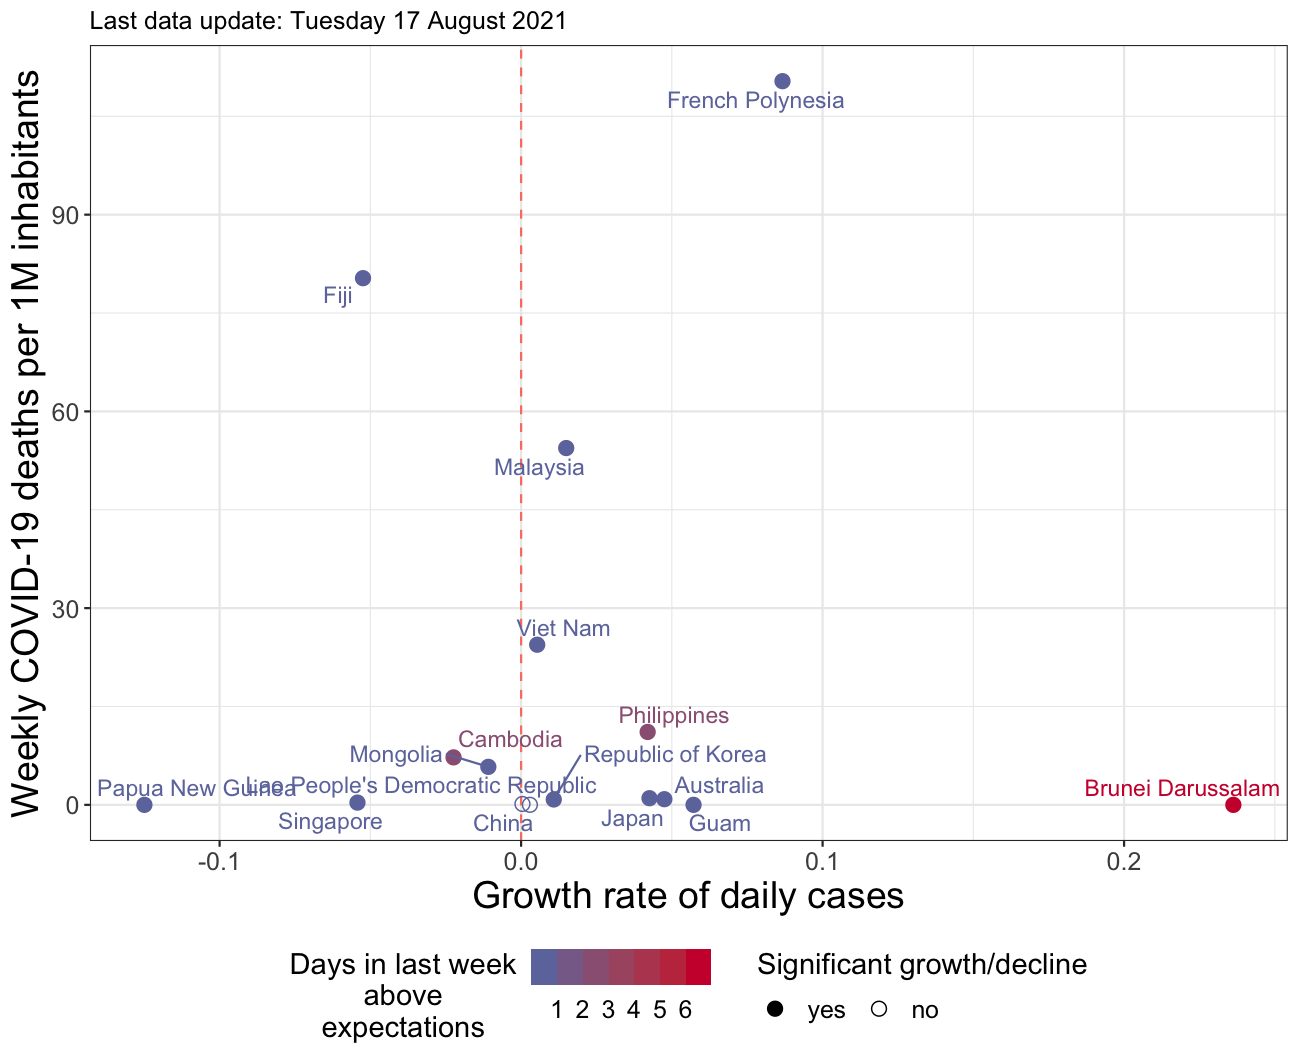 Last data update: Tuesday 17 August 2021
Weekly COVID-19 deaths per 1M inhabitants
90
60
30
0
French Polynesia
Fiji
Malaysia
Viet Nam
Philippines
Cambodia
Mongolia
Republic of Korea
Papua New Guinea
Lao People's Democratic Republic
Australia
Brunei Darussalam
Singapore
China
Japan
Guam
-0.1
0.0
0.1
0.2
Growth rate of daily cases
Days in last week
above
expectations
1 2 3 4 5 6
Significant growth/decline
yes
no